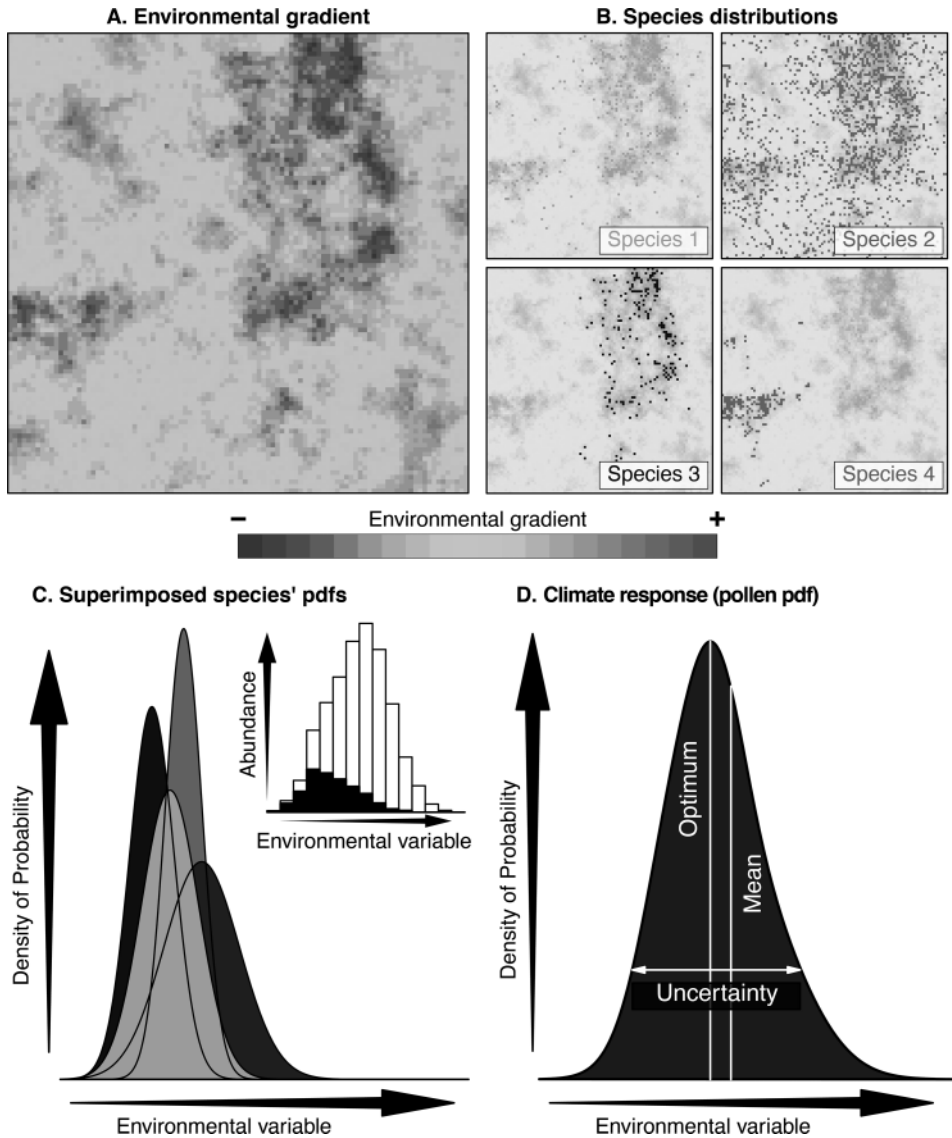 A. Environmental gradient
B. Species distributions
Species 1
Species 2
Species 3
Species 4
− Environmental gradient +
C. Superimposed species' pdfs
Density of Probability
Abundance
Environmental variable
Environmental variable
D. Climate response (pollen pdf)
Density of Probability
Optimum
Mean
Uncertainty
Environmental variable